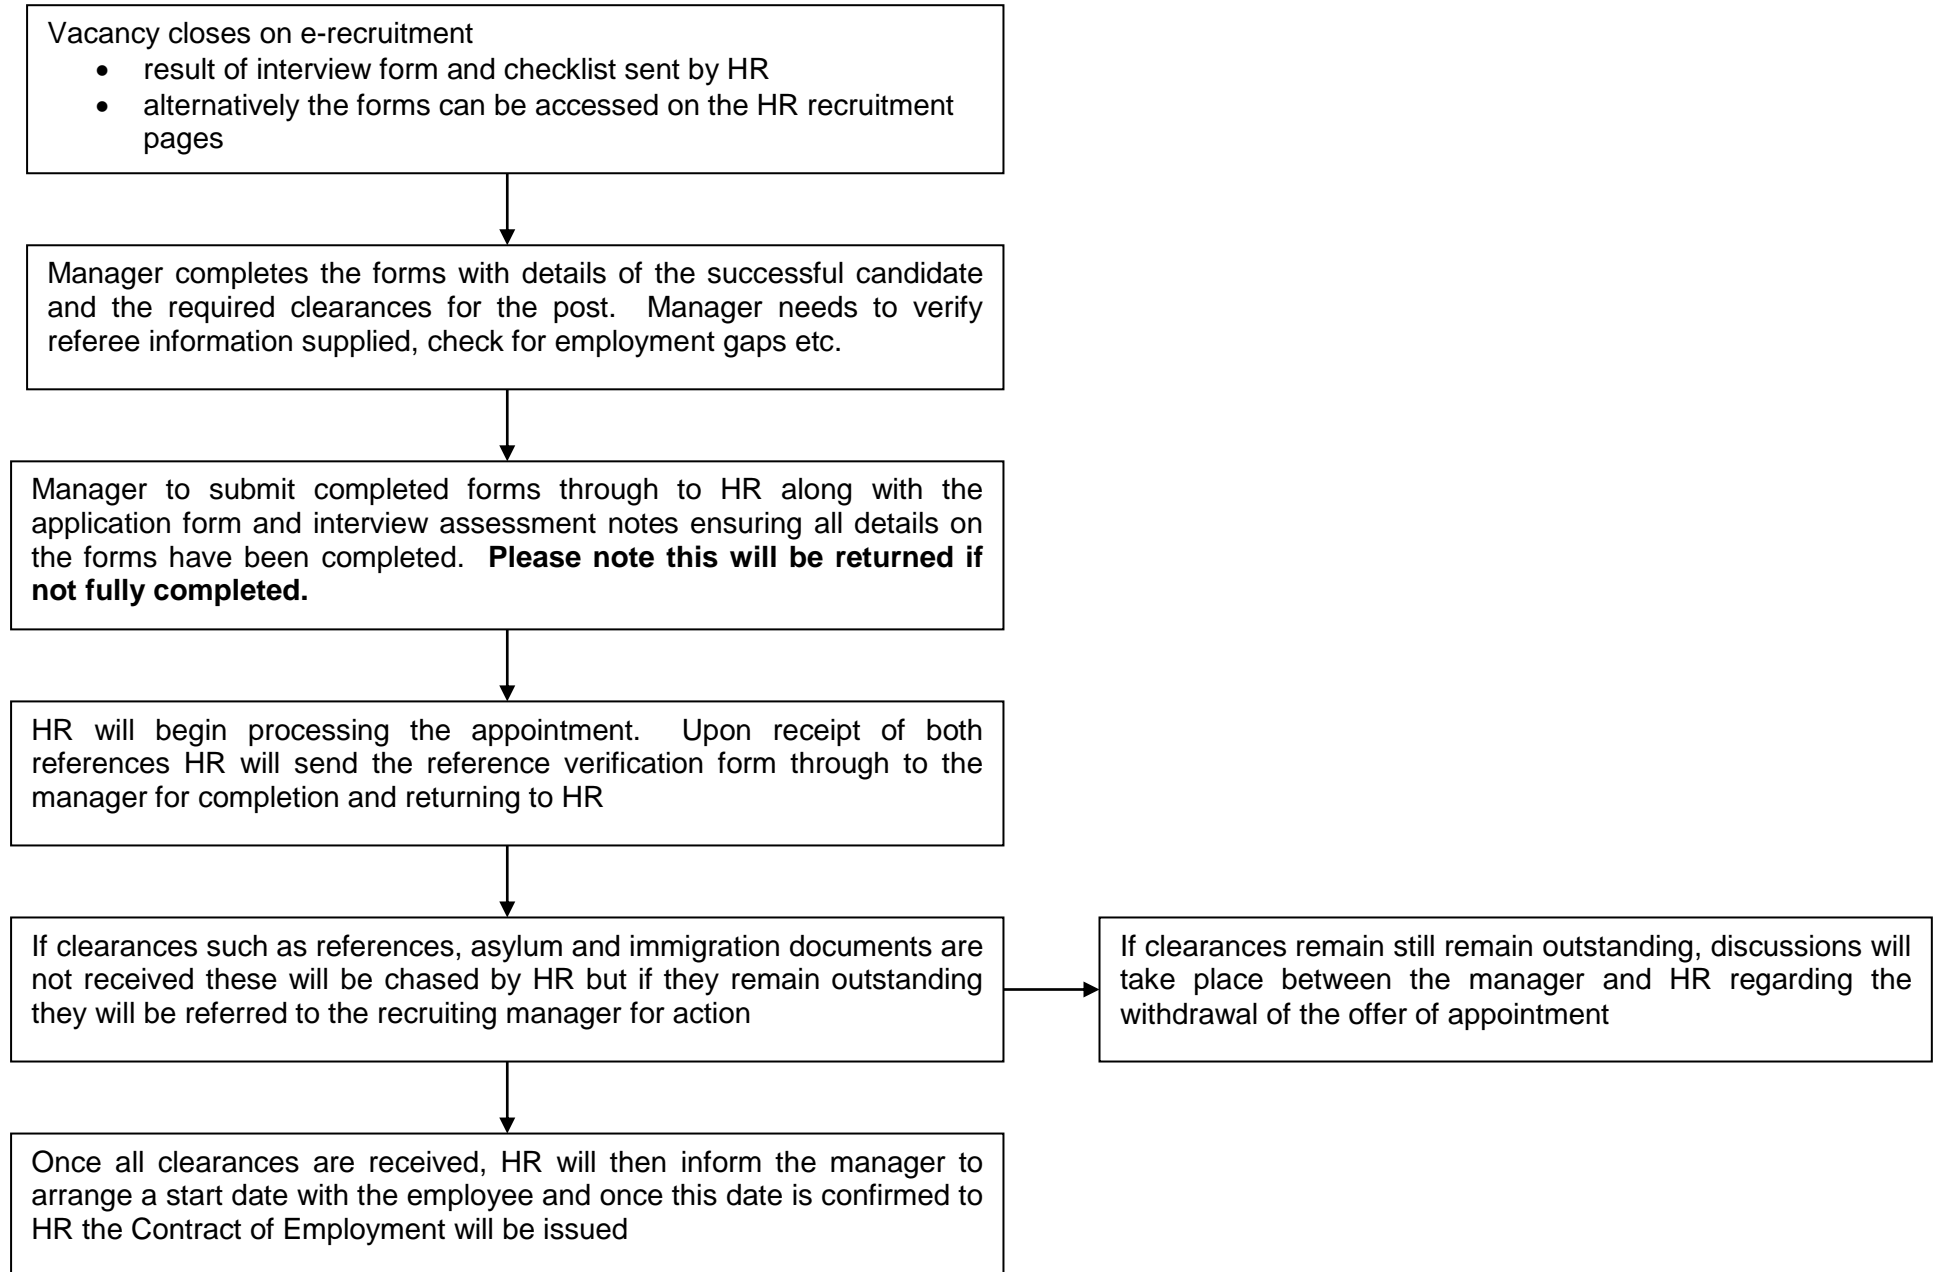 Vacancy closes on e-recruitment
• result of interview form and checklist sent by HR
• alternatively the forms can be accessed on the HR recruitment
pages
Manager completes the forms with details of the successful candidate
and the required clearances for the post. Manager needs to verify
referee information supplied, check for employment gaps etc.
Manager to submit completed forms through to HR along with the
application form and interview assessment notes ensuring all details on
the forms have been completed. Please note this will be returned if
not fully completed.
HR will begin processing the appointment. Upon receipt of both
references HR will send the reference verification form through to the
manager for completion and returning to HR
If clearances such as references, asylum and immigration documents are
not received these will be chased by HR but if they remain outstanding
they will be referred to the recruiting manager for action
If clearances remain still remain outstanding, discussions will
take place between the manager and HR regarding the
withdrawal of the offer of appointment
Once all clearances are received, HR will then inform the manager to
arrange a start date with the employee and once this date is confirmed to
HR the Contract of Employment will be issued